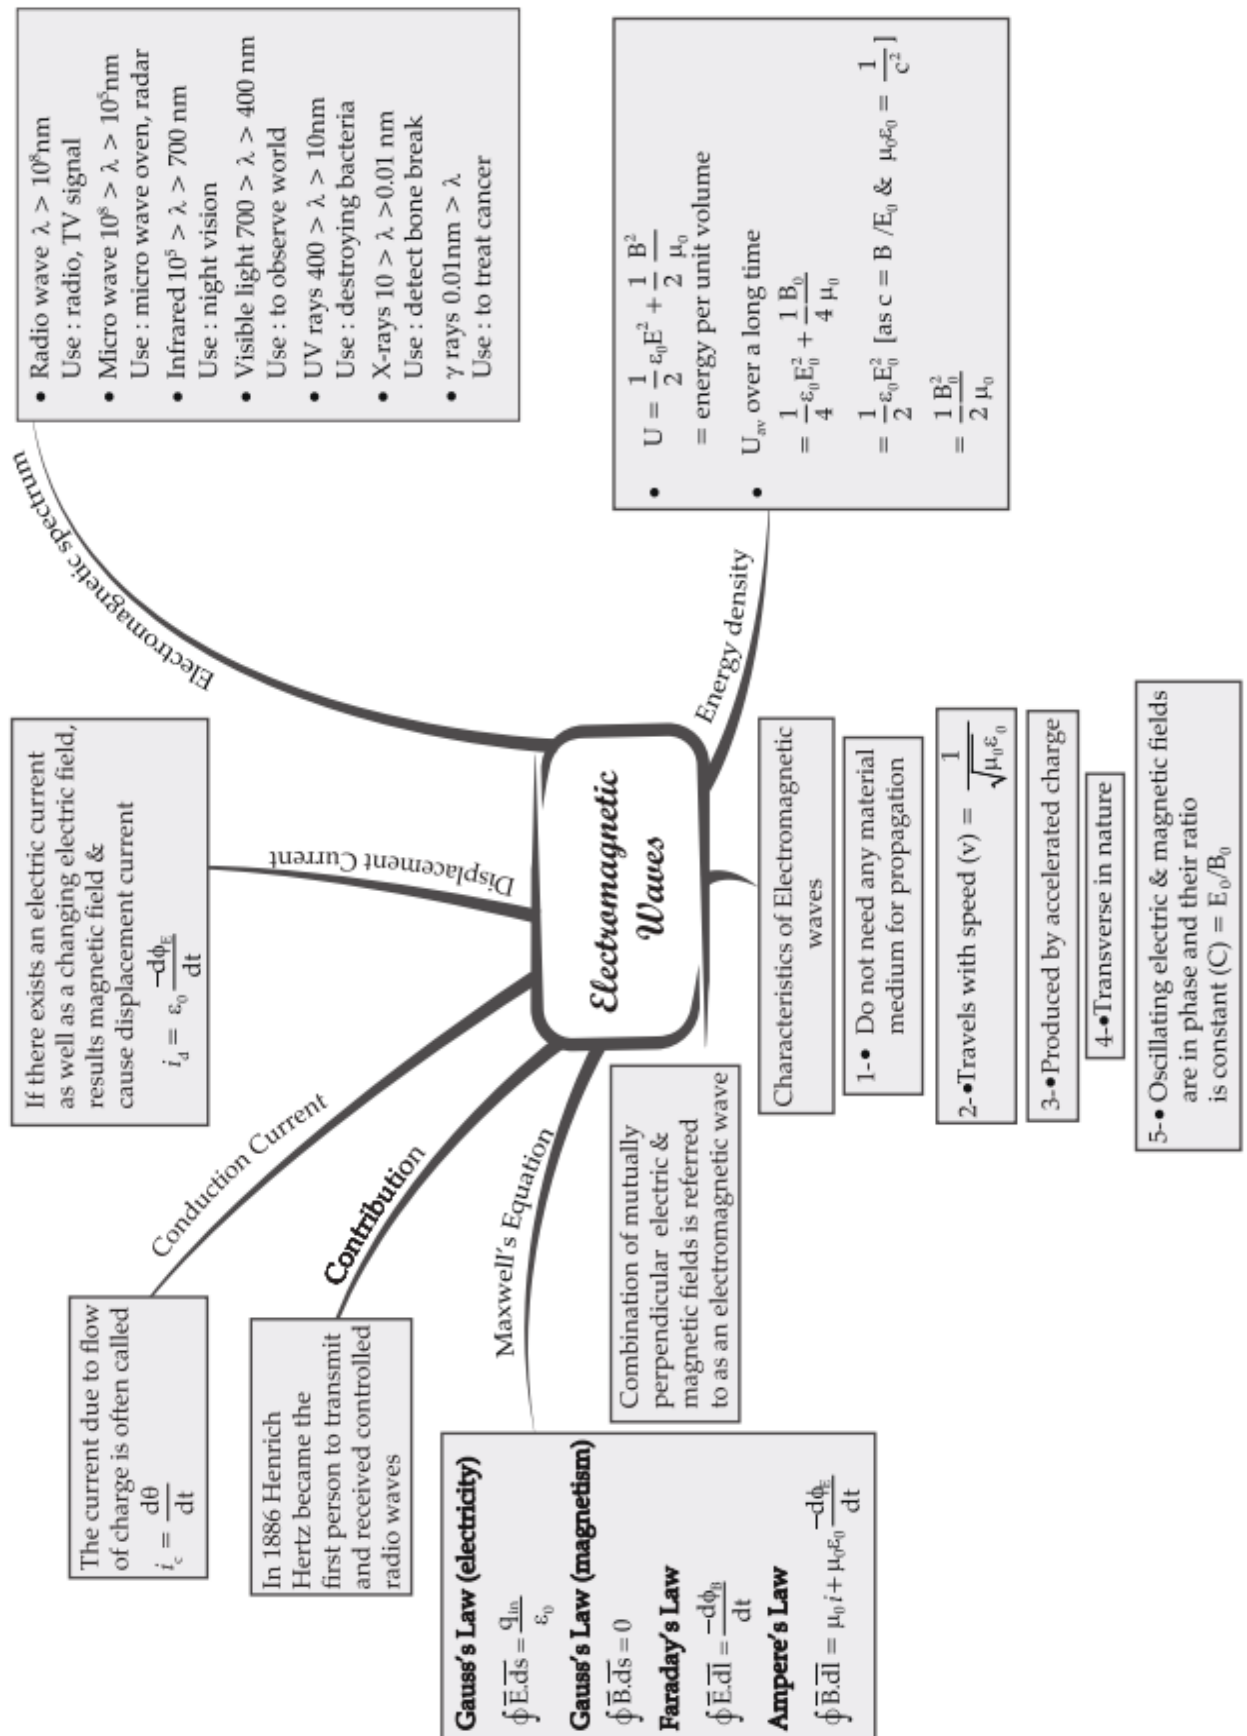 Electromagnetic
Waves
Electromagnetic spectrum
• Radio wave λ > 10⁸nm
Use : radio, TV signal
• Micro wave 10⁸ > λ > 10⁵nm
Use : micro wave oven, radar
• Infrared 10⁵ > λ > 700 nm
Use : night vision
• Visible light 700 > λ > 400 nm
Use : to observe world
• UV rays 400 > λ > 10nm
Use : destroying bacteria
• X-rays 10 > λ >0.01 nm
Use : detect bone break
• γ rays 0.01nm > λ
Use : to treat cancer
Energy density
• U = 1/2 ε₀E² + 1/2 B²/μ₀
= energy per unit volume
• Uav over a long time
= 1/4 ε₀E₀² + 1/4 B₀/μ₀
= 1/2 ε₀E₀² [as c = B /E₀ & μ₀ε₀ = 1/c²]
= 1/2 B₀²/μ₀
Displacement Current
If there exists an electric current
as well as a changing electric field,
results magnetic field &
cause displacement current
i_d = ε₀ -dϕ_E/dt
Conduction Current
The current due to flow
of charge is often called
i_c = dθ/dt
Contribution
In 1886 Henrich
Hertz became the
first person to transmit
and received controlled
radio waves
Maxwell's Equation
Gauss's Law (electricity)
∮E.ds = q_in/ε₀
Gauss's Law (magnetism)
∮B.ds = 0
Faraday's Law
∮E.dl = -dϕ_B/dt
Ampere's Law
∮B.dl = μ₀ i + μ₀ε₀ -dϕ_E/dt
Combination of mutually
perpendicular electric &
magnetic fields is referred
to as an electromagnetic wave
Characteristics of Electromagnetic
waves
1-• Do not need any material
medium for propagation
2-•Travels with speed (v) = 1/√μ₀ε₀
3-•Produced by accelerated charge
4-•Transverse in nature
5-• Oscillating electric & magnetic fields
are in phase and their ratio
is constant (C) = E₀/B₀